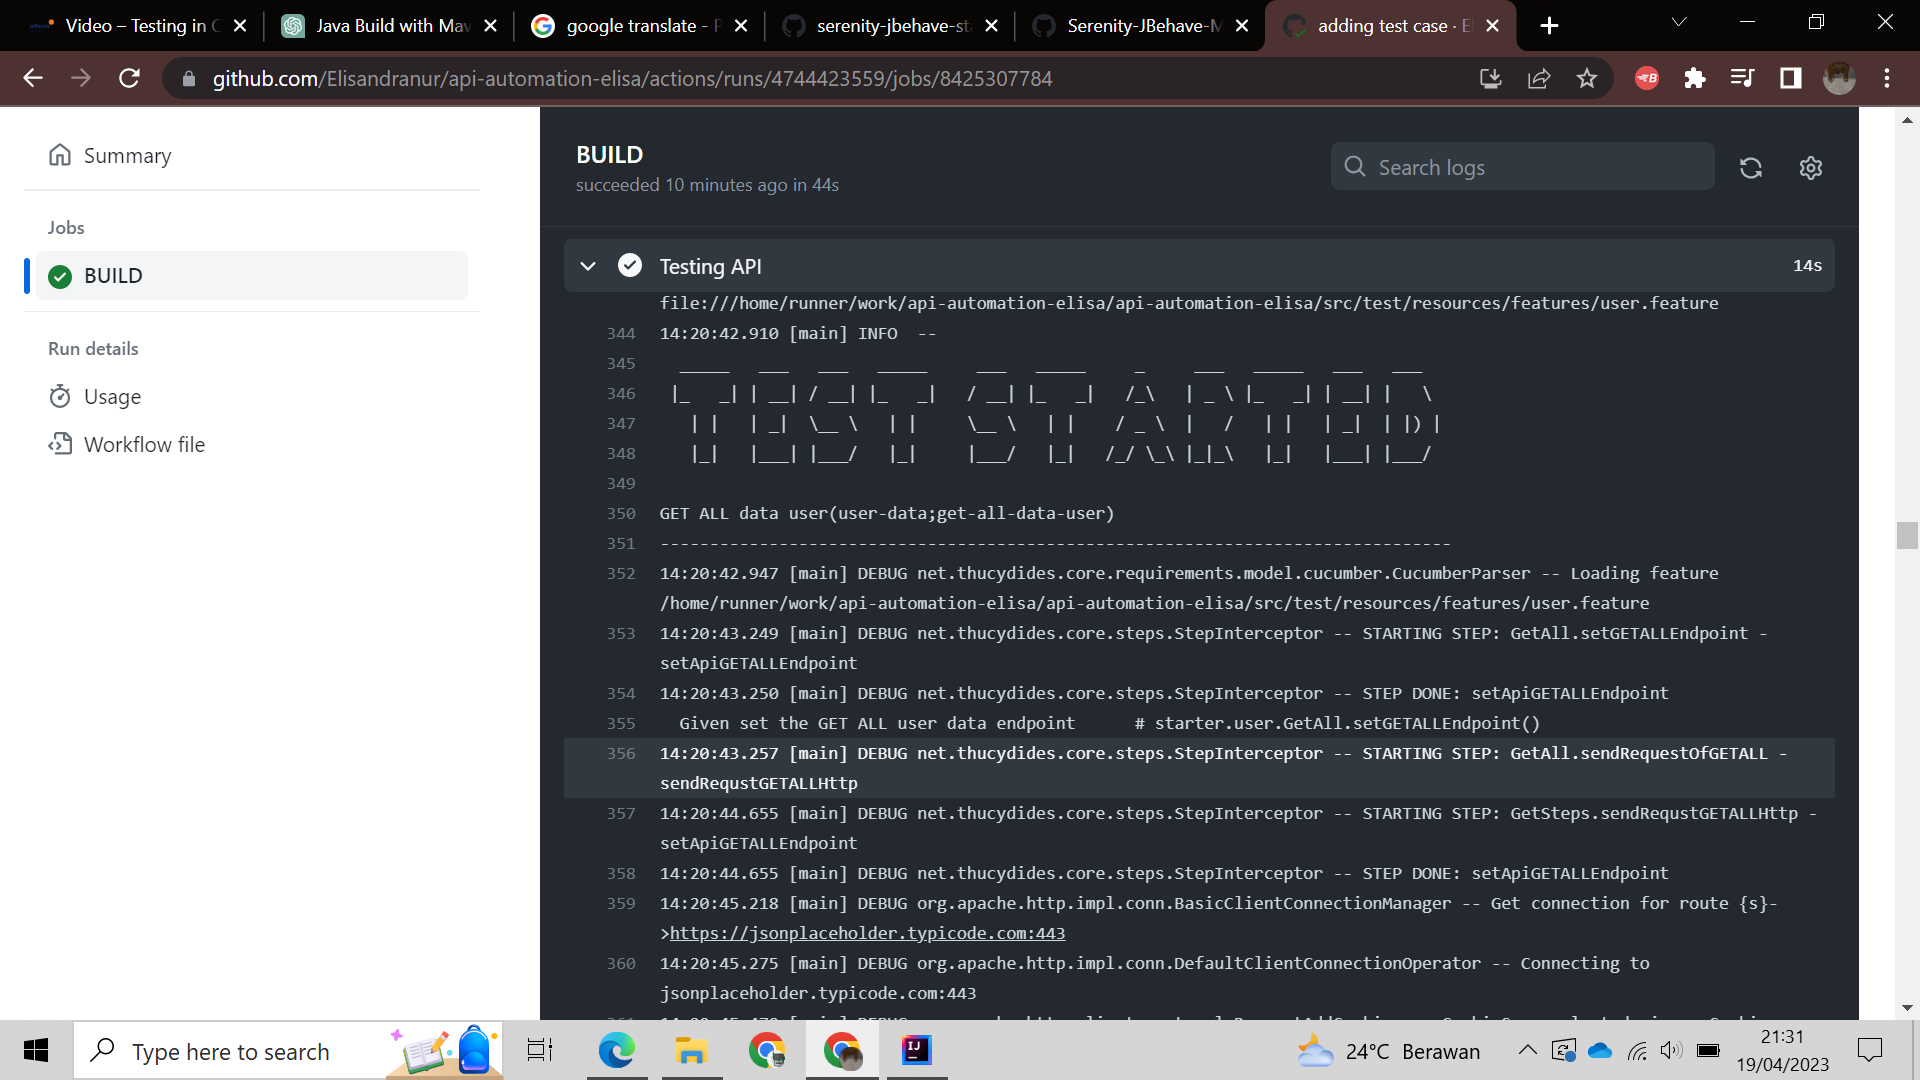 Video – Testing in C
Java Build with Mav
google translate - P
serenity-jbehave-sta
Serenity-JBehave-M
adding test case · El
github.com/Elisandranur/api-automation-elisa/actions/runs/4744423559/jobs/8425307784
Summary
Jobs
BUILD
Run details
Usage
Workflow file
BUILD
succeeded 10 minutes ago in 44s
Search logs
Testing API
14s
file:///home/runner/work/api-automation-elisa/api-automation-elisa/src/test/resources/features/user.feature
344 14:20:42.910 [main] INFO --
345
346
347
348
TEST STARTED
349
350 GET ALL data user(user-data;get-all-data-user)
351 --------------------------------------------------------------------------------
352 14:20:42.947 [main] DEBUG net.thucydides.core.requirements.model.cucumber.CucumberParser -- Loading feature
/home/runner/work/api-automation-elisa/api-automation-elisa/src/test/resources/features/user.feature
353 14:20:43.249 [main] DEBUG net.thucydides.core.steps.StepInterceptor -- STARTING STEP: GetAll.setGETALLEndpoint -
setApiGETALLEndpoint
354 14:20:43.250 [main] DEBUG net.thucydides.core.steps.StepInterceptor -- STEP DONE: setApiGETALLEndpoint
355 Given set the GET ALL user data endpoint # starter.user.GetAll.setGETALLEndpoint()
356 14:20:43.257 [main] DEBUG net.thucydides.core.steps.StepInterceptor -- STARTING STEP: GetAll.sendRequestOfGETALL -
sendRequstGETALLHttp
357 14:20:44.655 [main] DEBUG net.thucydides.core.steps.StepInterceptor -- STARTING STEP: GetSteps.sendRequstGETALLHttp -
setApiGETALLEndpoint
358 14:20:44.655 [main] DEBUG net.thucydides.core.steps.StepInterceptor -- STEP DONE: setApiGETALLEndpoint
359 14:20:45.218 [main] DEBUG org.apache.http.impl.conn.BasicClientConnectionManager -- Get connection for route {s}-
>https://jsonplaceholder.typicode.com:443
360 14:20:45.275 [main] DEBUG org.apache.http.impl.conn.DefaultClientConnectionOperator -- Connecting to
jsonplaceholder.typicode.com:443
Type here to search
24°C Berawan
21:31
19/04/2023